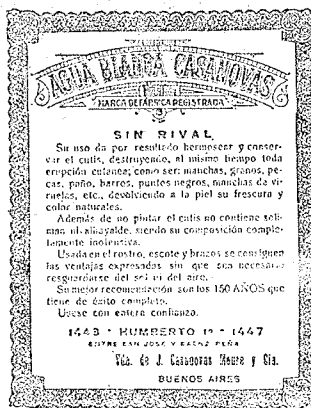 AGUA BLANCA CASANOVAS
MARCA DE FABRICA REGISTRADA
SIN RIVAL
Su uso da por resultado hermosear y conser-
var el cutis, destruyendo, al mismo tiempo toda
erupción cutanea; como ser: manchas, granos, pe-
cas, paño, barros, puntos negros, manchas de vi-
ruelas, etc., devolviendo a la piel su frescura y
color naturales.
Además de no pintar el cutis no contiene soli-
man ni albayalde, siendo su composición comple-
tamente inofensiva.
Usada en el rostro, escote y brazos se consiguen
las ventajas expresadas sin que sea necesario
resguardarse del sol ni del aire.
Su mejor recomendación son los 150 AÑOS que
tiene de éxito completo.
Usese con entera confianza.
1443 - HUMBERTO 1º - 1447
ENTRE SAN JOSÉ Y SAENZ PEÑA
Vda. de J. Casanovas Moure y Cía.
BUENOS AIRES